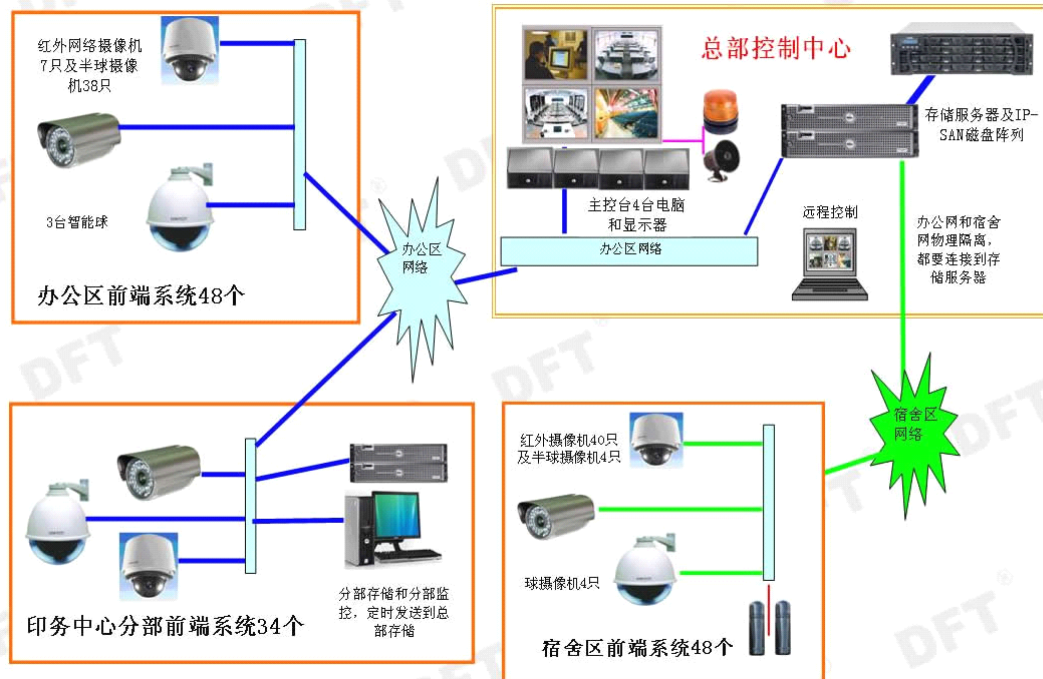 红外网络摄像机
7只及半球摄像
机38只
3台智能球
办公区前端系统48个
办公区
网络
总部控制中心
存储服务器及IP-
SAN磁盘阵列
主控台4台电脑
和显示器
办公区网络
远程控制
办公网和宿舍
网物理隔离，
都要连接到存
储服务器
宿舍区
网络
分部存储和分部监
控，定时发送到总
部存储
印务中心分部前端系统34个
红外摄像机40只
及半球摄像机4只
球摄像机4只
宿舍区前端系统48个
DFT
DFT
DFT
DFT
DFT